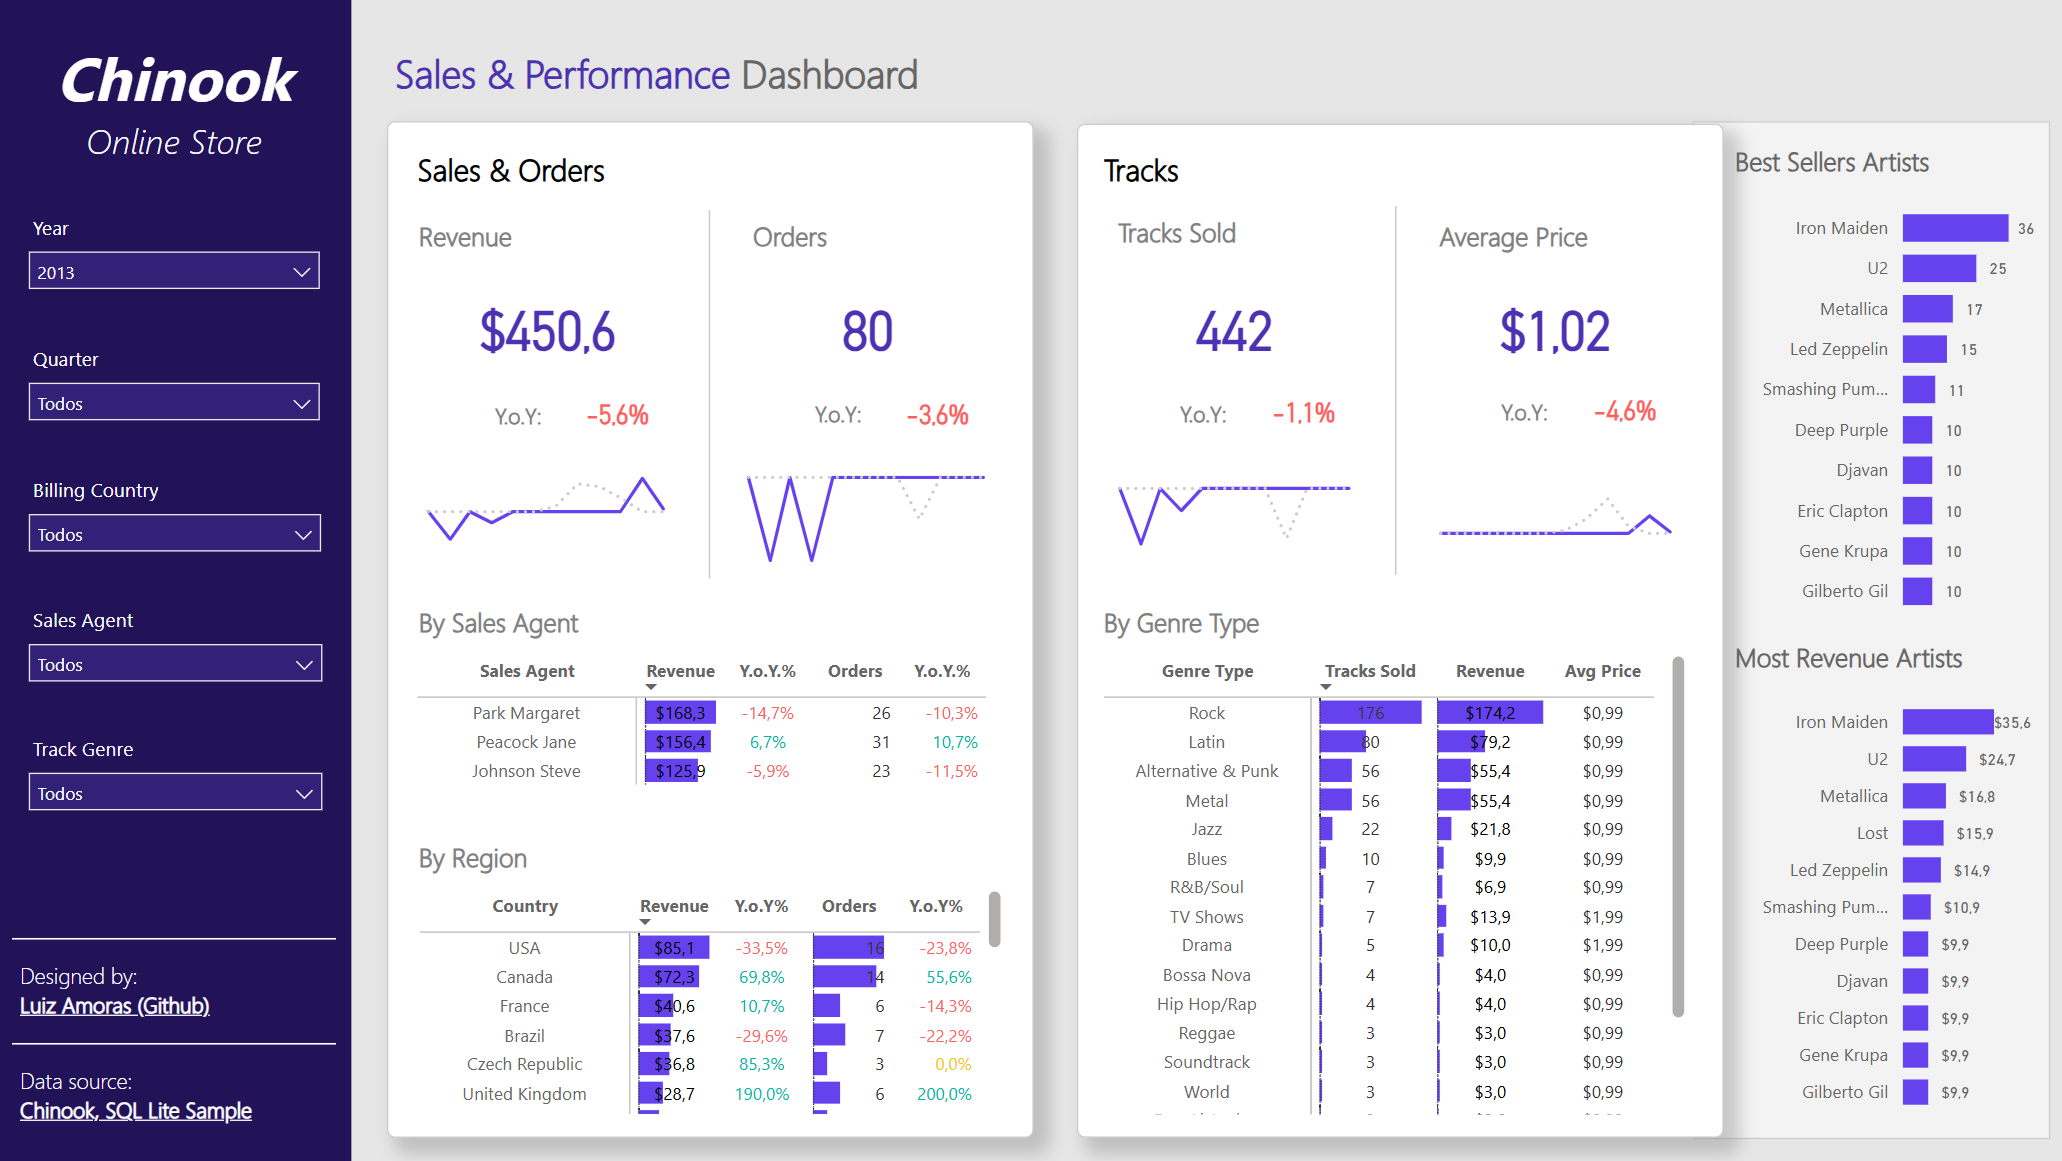 Chinook
Online Store
Year
2013
Quarter
Todos
Billing Country
Todos
Sales Agent
Todos
Track Genre
Todos
Designed by:
Luiz Amoras (Github)
Data source:
Chinook, SQL Lite Sample
Sales & Performance Dashboard
Sales & Orders
Revenue Orders
$450,6 80
Y.o.Y: -5,6% Y.o.Y: -3,6%
By Sales Agent
Sales Agent Revenue Y.o.Y.% Orders Y.o.Y.%
Park Margaret $168,3 -14,7% 26 -10,3%
Peacock Jane $156,4 6,7% 31 10,7%
Johnson Steve $125,9 -5,9% 23 -11,5%
By Region
Country Revenue Y.o.Y% Orders Y.o.Y%
USA $85,1 -33,5% 16 -23,8%
Canada $72,3 69,8% 14 55,6%
France $40,6 10,7% 6 -14,3%
Brazil $37,6 -29,6% 7 -22,2%
Czech Republic $36,8 85,3% 3 0,0%
United Kingdom $28,7 190,0% 6 200,0%
Tracks
Tracks Sold Average Price
442 $1,02
Y.o.Y: -1,1% Y.o.Y: -4,6%
By Genre Type
Genre Type Tracks Sold Revenue Avg Price
Rock 176 $174,2 $0,99
Latin 80 $79,2 $0,99
Alternative & Punk 56 $55,4 $0,99
Metal 56 $55,4 $0,99
Jazz 22 $21,8 $0,99
Blues 10 $9,9 $0,99
R&B/Soul 7 $6,9 $0,99
TV Shows 7 $13,9 $1,99
Drama 5 $10,0 $1,99
Bossa Nova 4 $4,0 $0,99
Hip Hop/Rap 4 $4,0 $0,99
Reggae 3 $3,0 $0,99
Soundtrack 3 $3,0 $0,99
World 3 $3,0 $0,99
Best Sellers Artists
Iron Maiden 36
U2 25
Metallica 17
Led Zeppelin 15
Smashing Pum... 11
Deep Purple 10
Djavan 10
Eric Clapton 10
Gene Krupa 10
Gilberto Gil 10
Most Revenue Artists
Iron Maiden $35,6
U2 $24,7
Metallica $16,8
Lost $15,9
Led Zeppelin $14,9
Smashing Pum... $10,9
Deep Purple $9,9
Djavan $9,9
Eric Clapton $9,9
Gene Krupa $9,9
Gilberto Gil $9,9